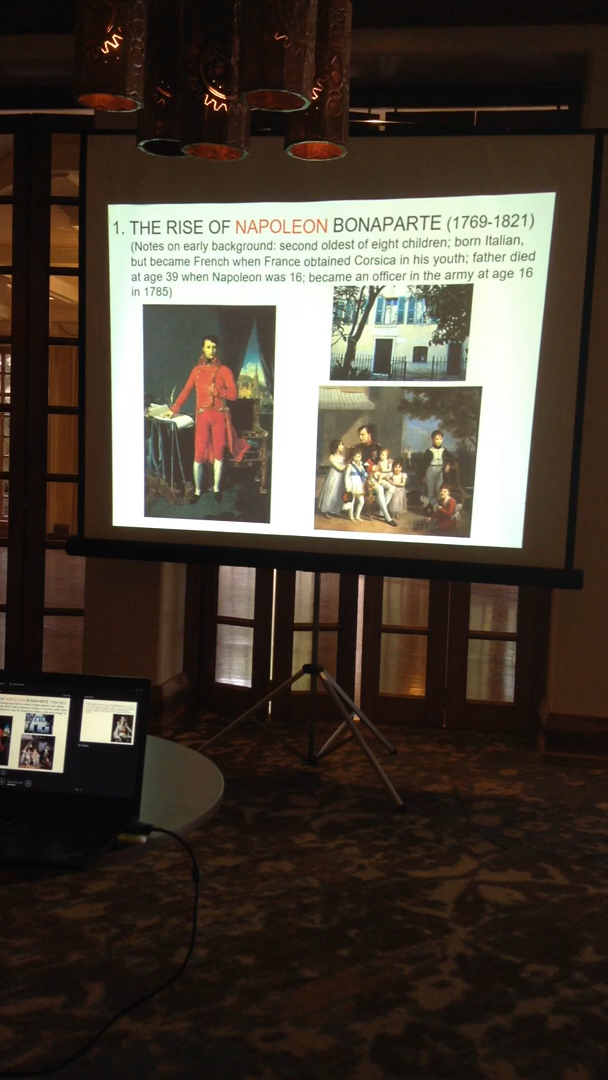 1. THE RISE OF NAPOLEON BONAPARTE (1769-1821)
(Notes on early background: second oldest of eight children; born Italian,
but became French when France obtained Corsica in his youth; father died
at age 39 when Napoleon was 16; became an officer in the army at age 16
in 1785)